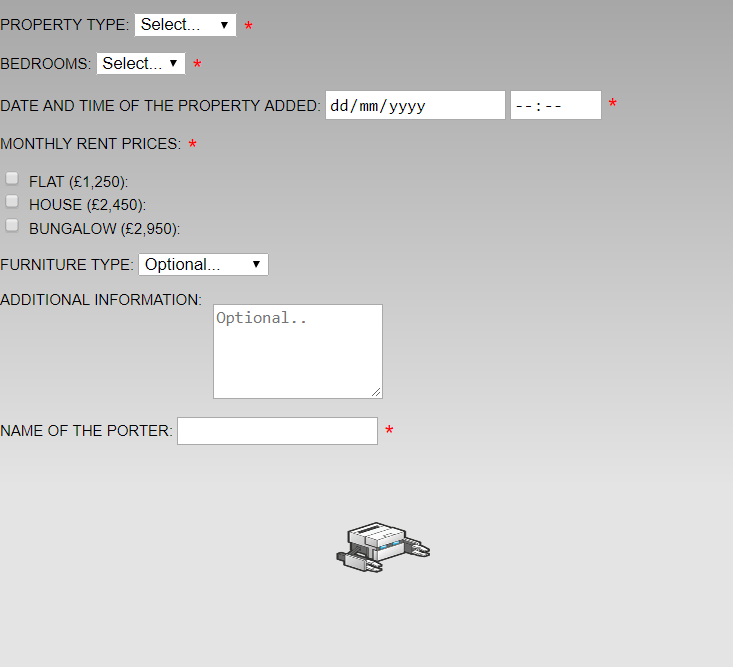 PROPERTY TYPE: Select... *
BEDROOMS: Select... *
DATE AND TIME OF THE PROPERTY ADDED: dd/mm/yyyy --:-- *
MONTHLY RENT PRICES: *
FLAT (£1,250):
HOUSE (£2,450):
BUNGALOW (£2,950):
FURNITURE TYPE: Optional...
ADDITIONAL INFORMATION:
Optional..
NAME OF THE PORTER: *